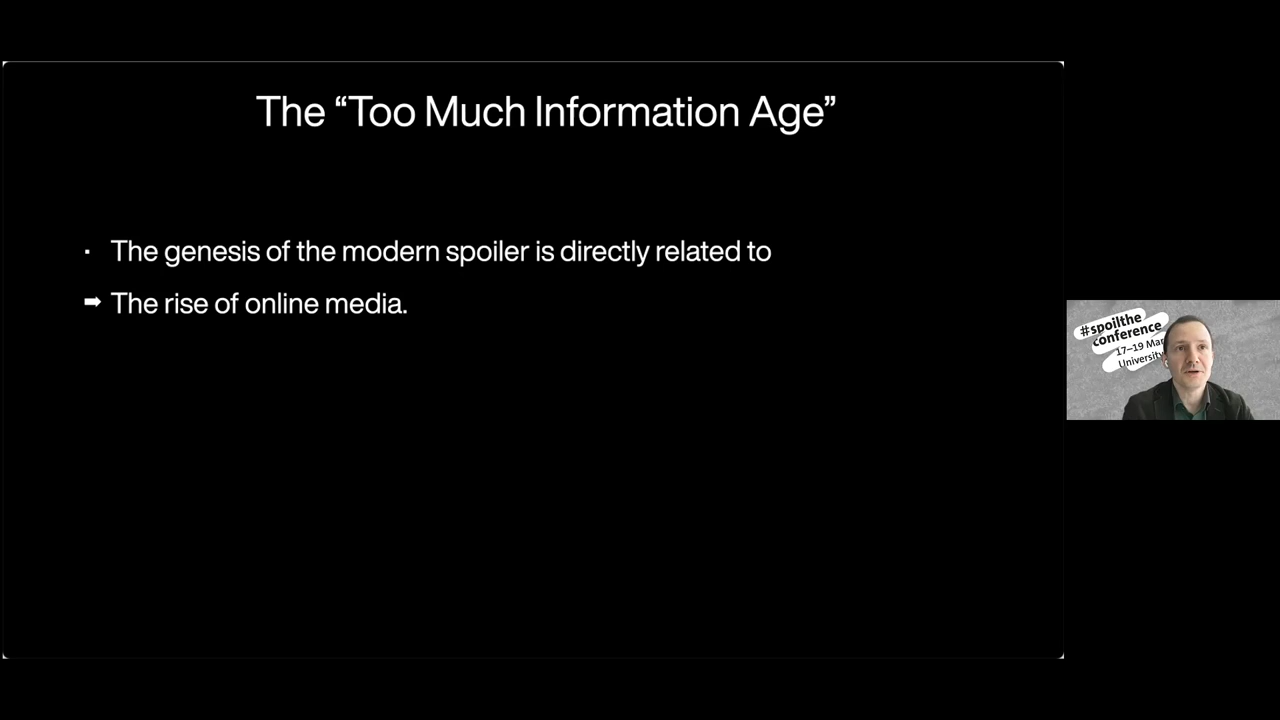 The “Too Much Information Age”
· The genesis of the modern spoiler is directly related to
➡ The rise of online media.
#spoilthe
conference
17–19 Mar
University